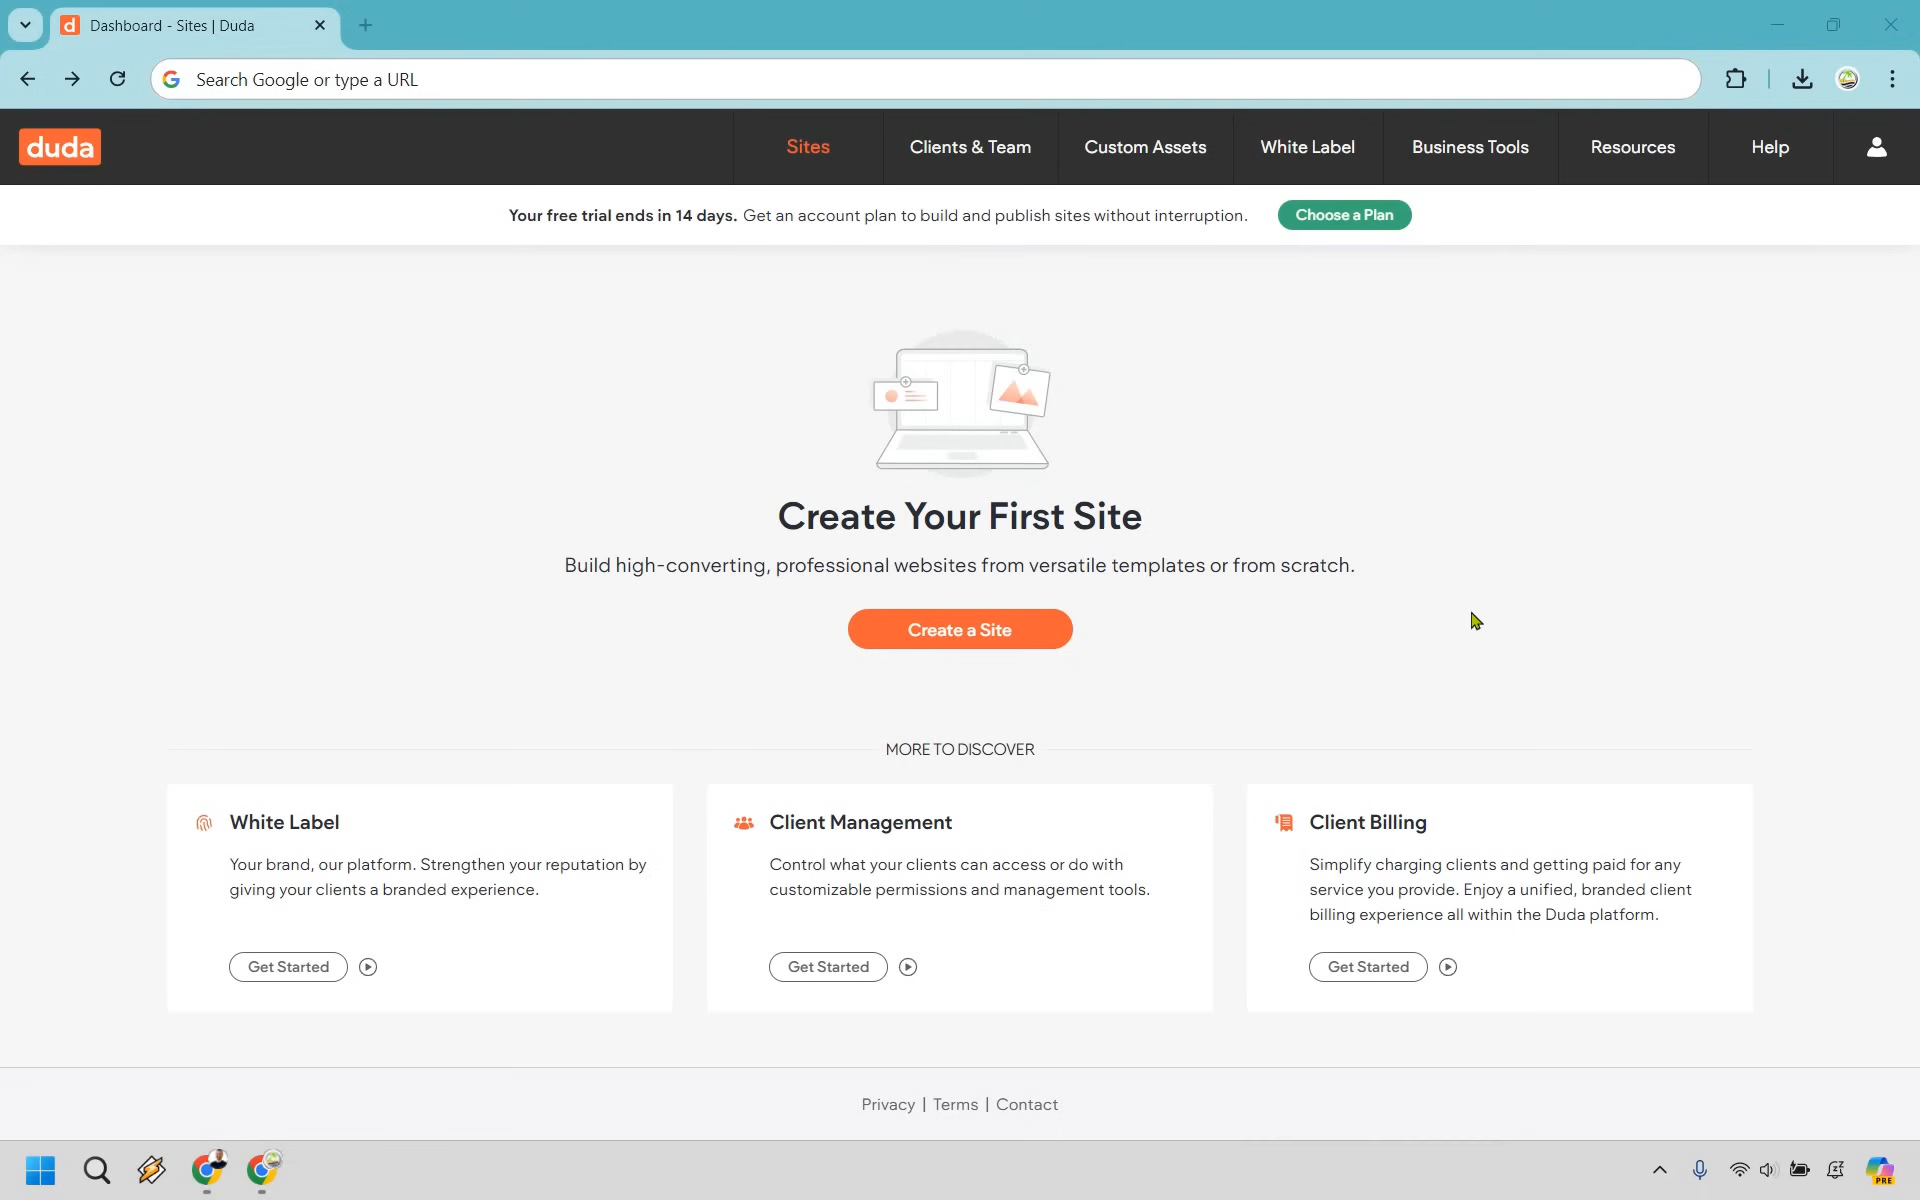 Dashboard - Sites | Duda
Search Google or type a URL
duda
Sites
Clients & Team
Custom Assets
White Label
Business Tools
Resources
Help
Your free trial ends in 14 days. Get an account plan to build and publish sites without interruption.
Choose a Plan
Create Your First Site
Build high-converting, professional websites from versatile templates or from scratch.
Create a Site
MORE TO DISCOVER
White Label
Your brand, our platform. Strengthen your reputation by
giving your clients a branded experience.
Get Started
Client Management
Control what your clients can access or do with
customizable permissions and management tools.
Get Started
Client Billing
Simplify charging clients and getting paid for any
service you provide. Enjoy a unified, branded client
billing experience all within the Duda platform.
Get Started
Privacy | Terms | Contact
PRE